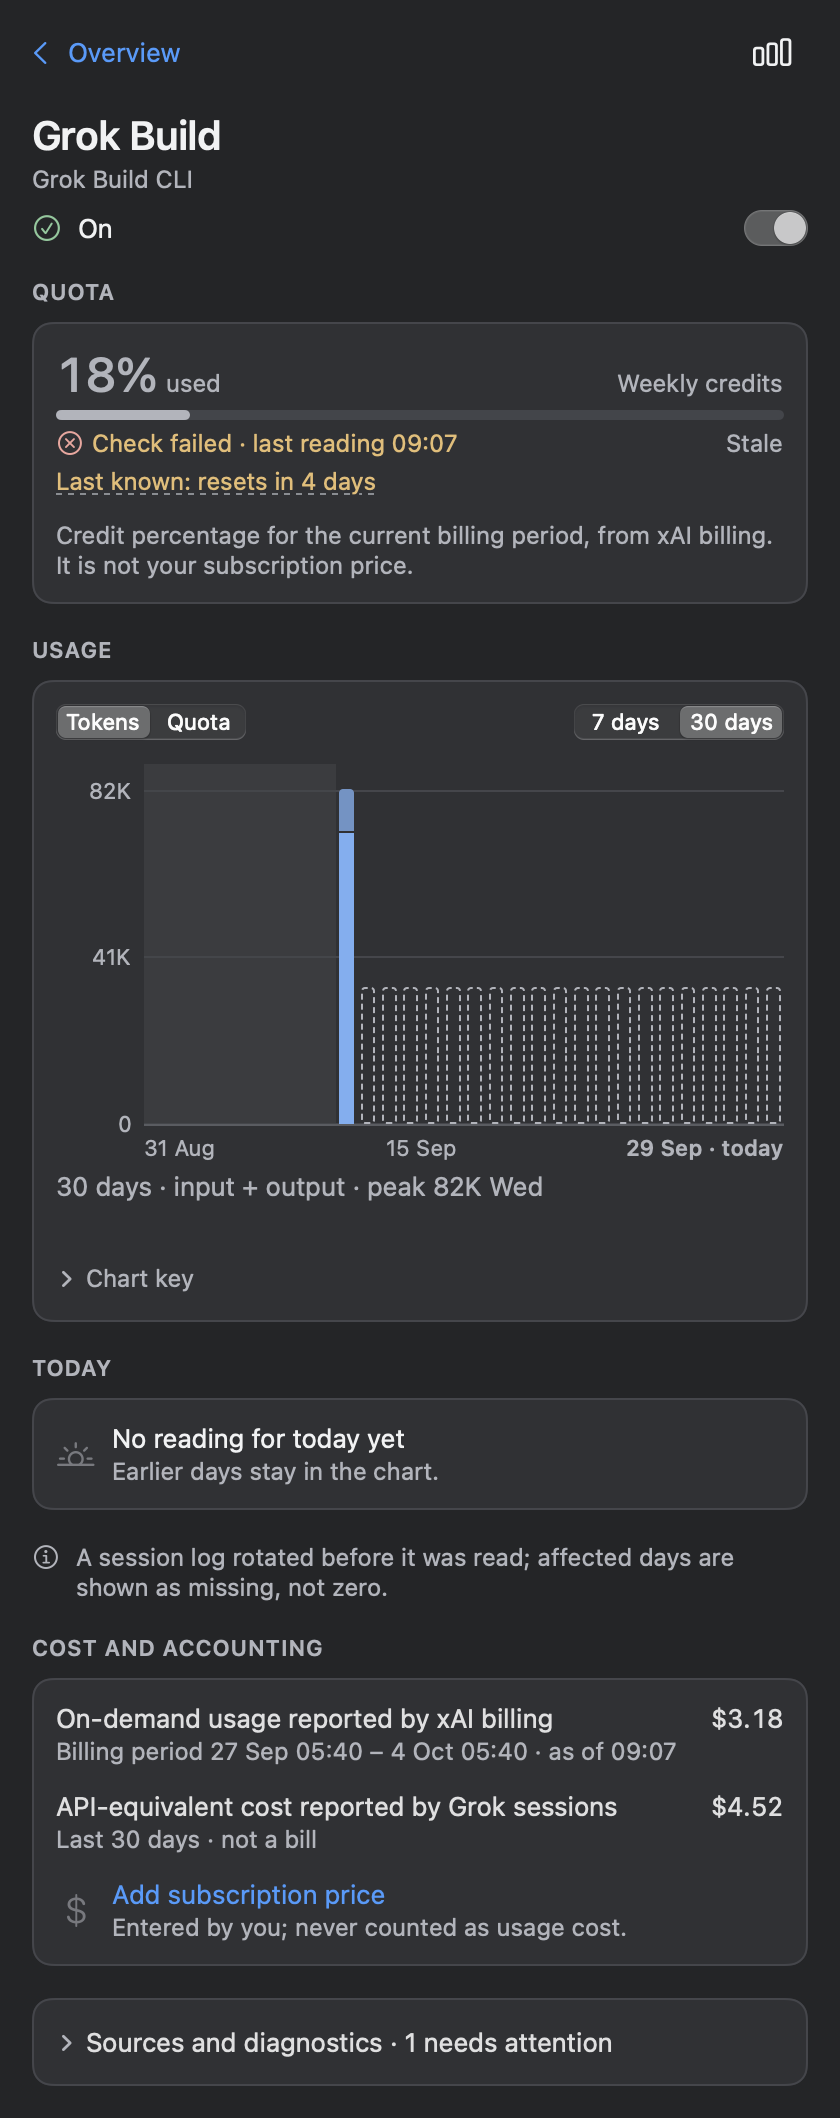 Overview
Grok Build
Grok Build CLI
On
QUOTA
18% used
Weekly credits
Check failed · last reading 09:07
Stale
Last known: resets in 4 days
Credit percentage for the current billing period, from xAI billing.
It is not your subscription price.
USAGE
Tokens
Quota
7 days
30 days
82K
41K
0
31 Aug
15 Sep
29 Sep · today
30 days · input + output · peak 82K Wed
Chart key
TODAY
No reading for today yet
Earlier days stay in the chart.
A session log rotated before it was read; affected days are
shown as missing, not zero.
COST AND ACCOUNTING
On-demand usage reported by xAI billing
$3.18
Billing period 27 Sep 05:40 – 4 Oct 05:40 · as of 09:07
API-equivalent cost reported by Grok sessions
$4.52
Last 30 days · not a bill
$
Add subscription price
Entered by you; never counted as usage cost.
Sources and diagnostics · 1 needs attention